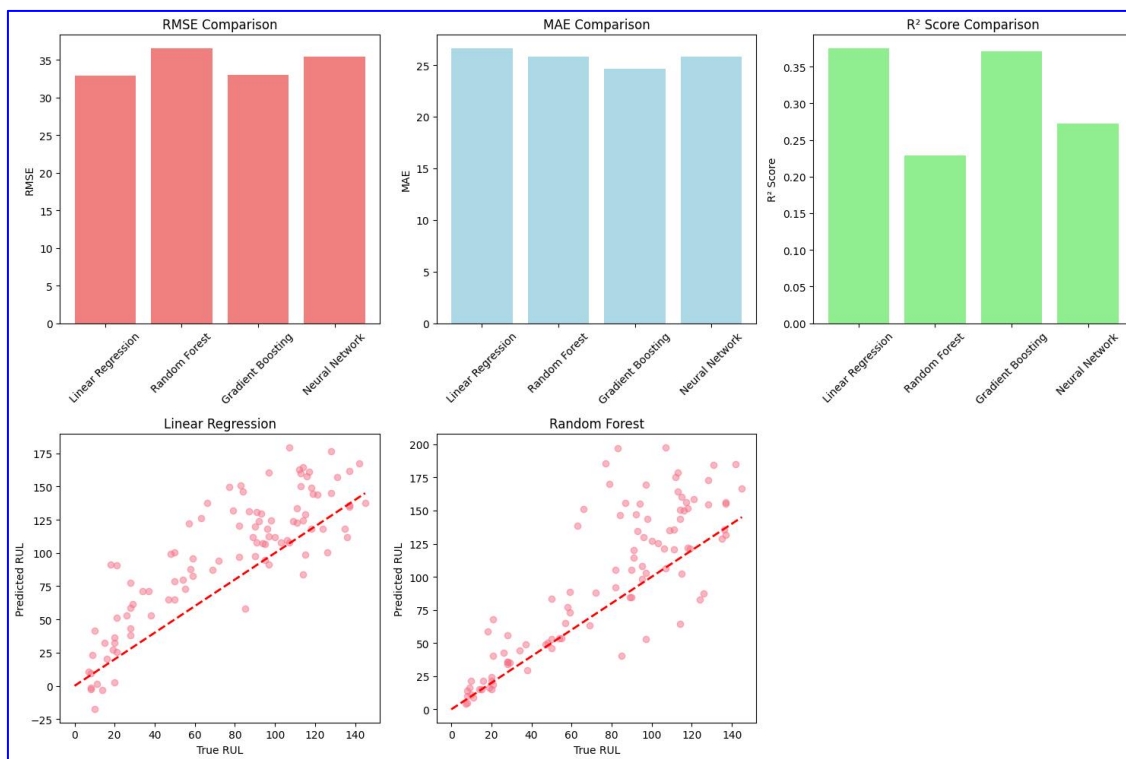 RMSE Comparison
RMSE
35
30
25
20
15
10
5
0
Linear Regression
Random Forest
Gradient Boosting
Neural Network
MAE Comparison
MAE
25
20
15
10
5
0
Linear Regression
Random Forest
Gradient Boosting
Neural Network
R² Score Comparison
R² Score
0.35
0.30
0.25
0.20
0.15
0.10
0.05
0.00
Linear Regression
Random Forest
Gradient Boosting
Neural Network
Linear Regression
Predicted RUL
175
150
125
100
75
50
25
0
−25
0 20 40 60 80 100 120 140
True RUL
Random Forest
Predicted RUL
200
175
150
125
100
75
50
25
0
0 20 40 60 80 100 120 140
True RUL